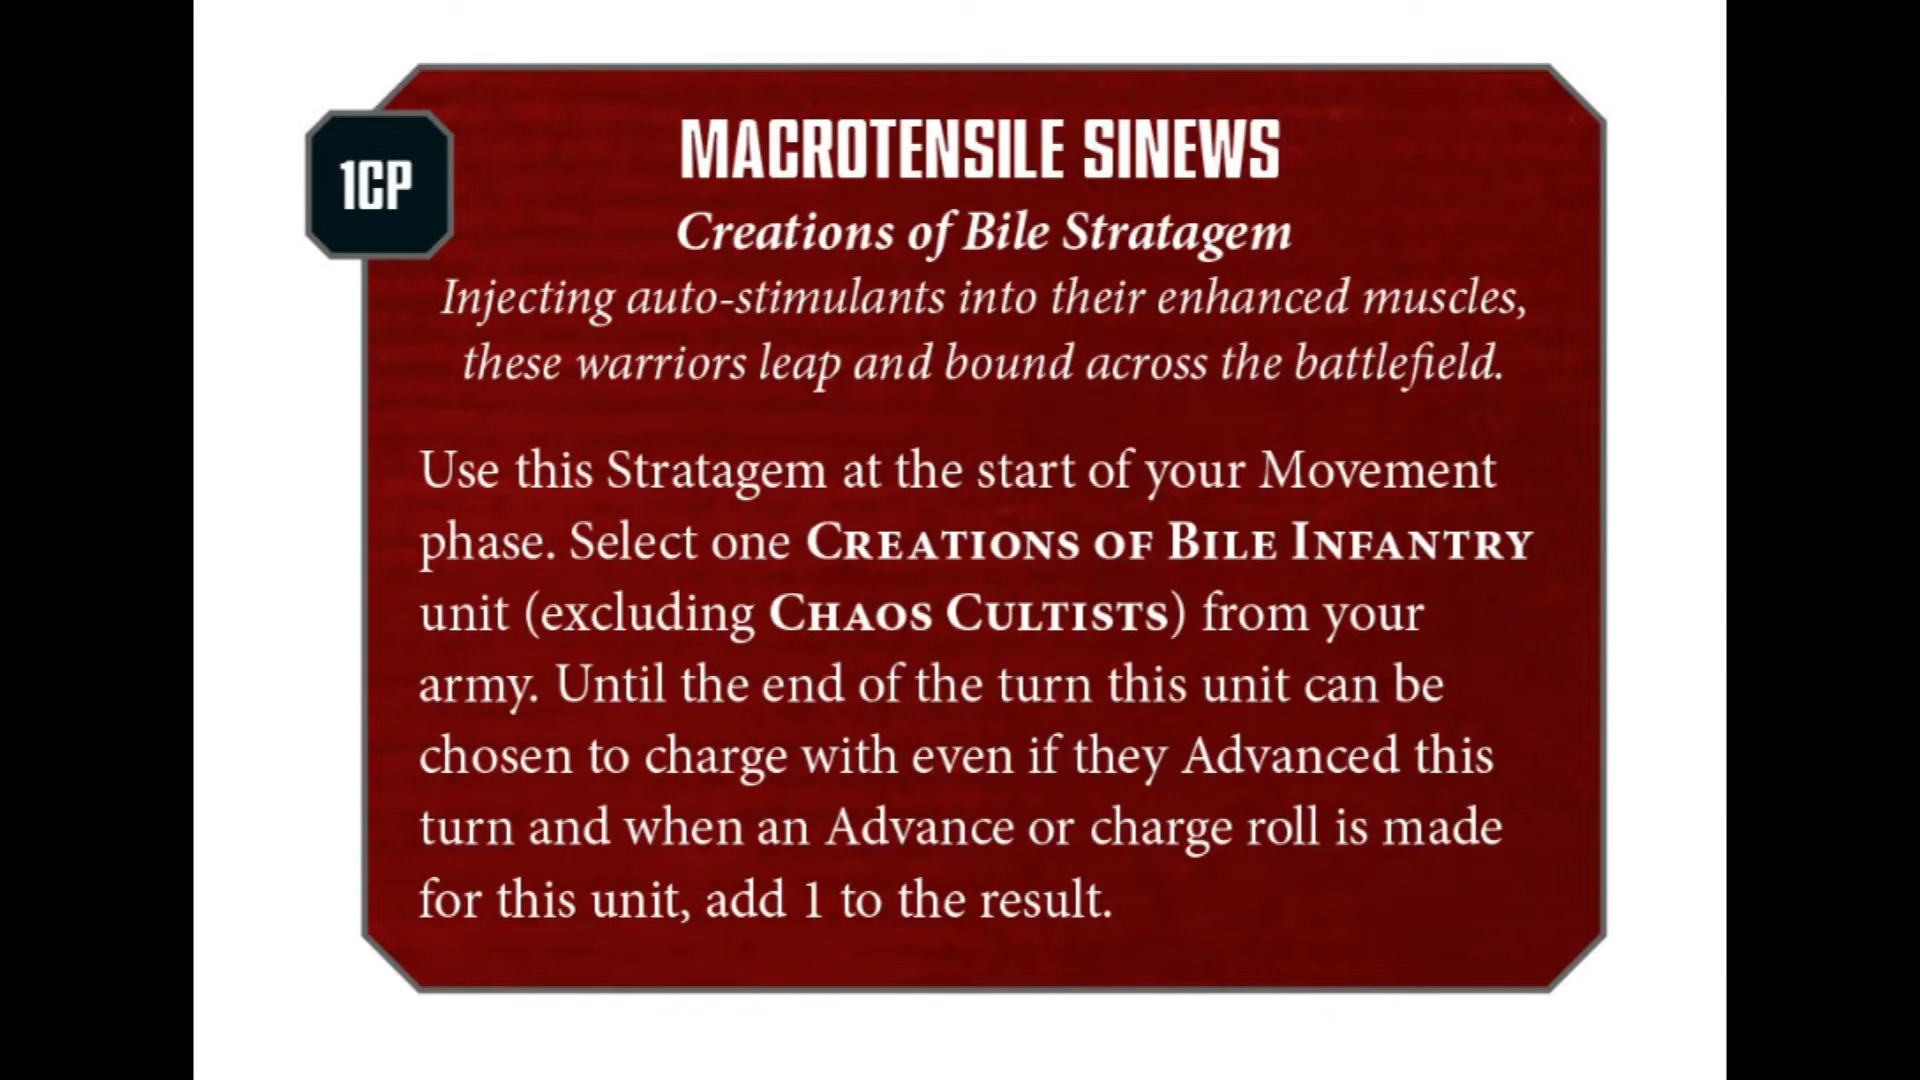 1CP
MACROTENSILE SINEWS
Creations of Bile Stratagem
Injecting auto-stimulants into their enhanced muscles,
these warriors leap and bound across the battlefield.
Use this Stratagem at the start of your Movement
phase. Select one CREATIONS OF BILE INFANTRY
unit (excluding CHAOS CULTISTS) from your
army. Until the end of the turn this unit can be
chosen to charge with even if they Advanced this
turn and when an Advance or charge roll is made
for this unit, add 1 to the result.